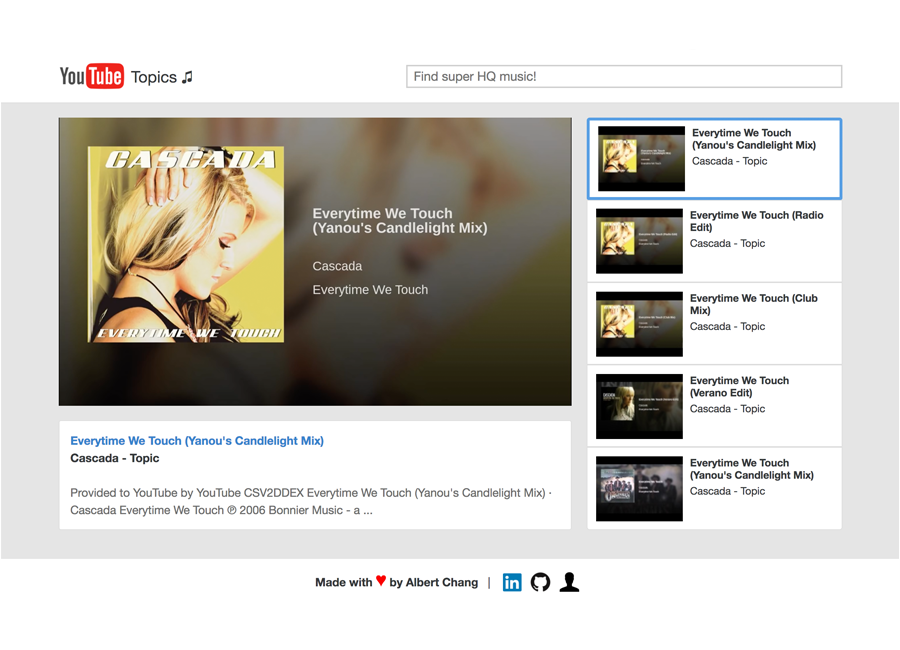 YouTube Topics ♫
Find super HQ music!
CASCADA
EVERYTIME WE TOUCH
Everytime We Touch
(Yanou's Candlelight Mix)
Cascada
Everytime We Touch
Everytime We Touch (Yanou's Candlelight Mix)
Cascada - Topic
Provided to YouTube by YouTube CSV2DDEX Everytime We Touch (Yanou's Candlelight Mix) ·
Cascada Everytime We Touch ℗ 2006 Bonnier Music - a ...
Everytime We Touch
(Yanou's Candlelight Mix)
Cascada - Topic
Everytime We Touch (Radio
Edit)
Cascada - Topic
Everytime We Touch (Club
Mix)
Cascada - Topic
Everytime We Touch
(Verano Edit)
Cascada - Topic
Everytime We Touch
(Yanou's Candlelight Mix)
Cascada - Topic
Made with ♥ by Albert Chang | in